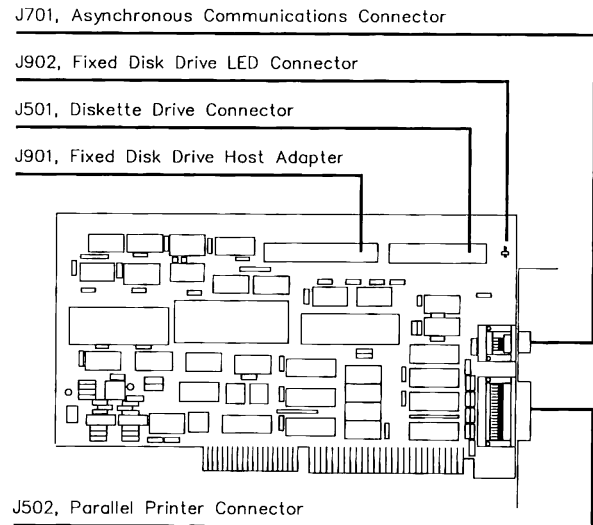 J701, Asynchronous Communications Connector
J902, Fixed Disk Drive LED Connector
J501, Diskette Drive Connector
J901, Fixed Disk Drive Host Adapter
J502, Parallel Printer Connector